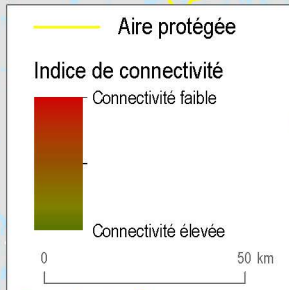 Aire protégée
Indice de connectivité
Connectivité faible
Connectivité élevée
0 50 km